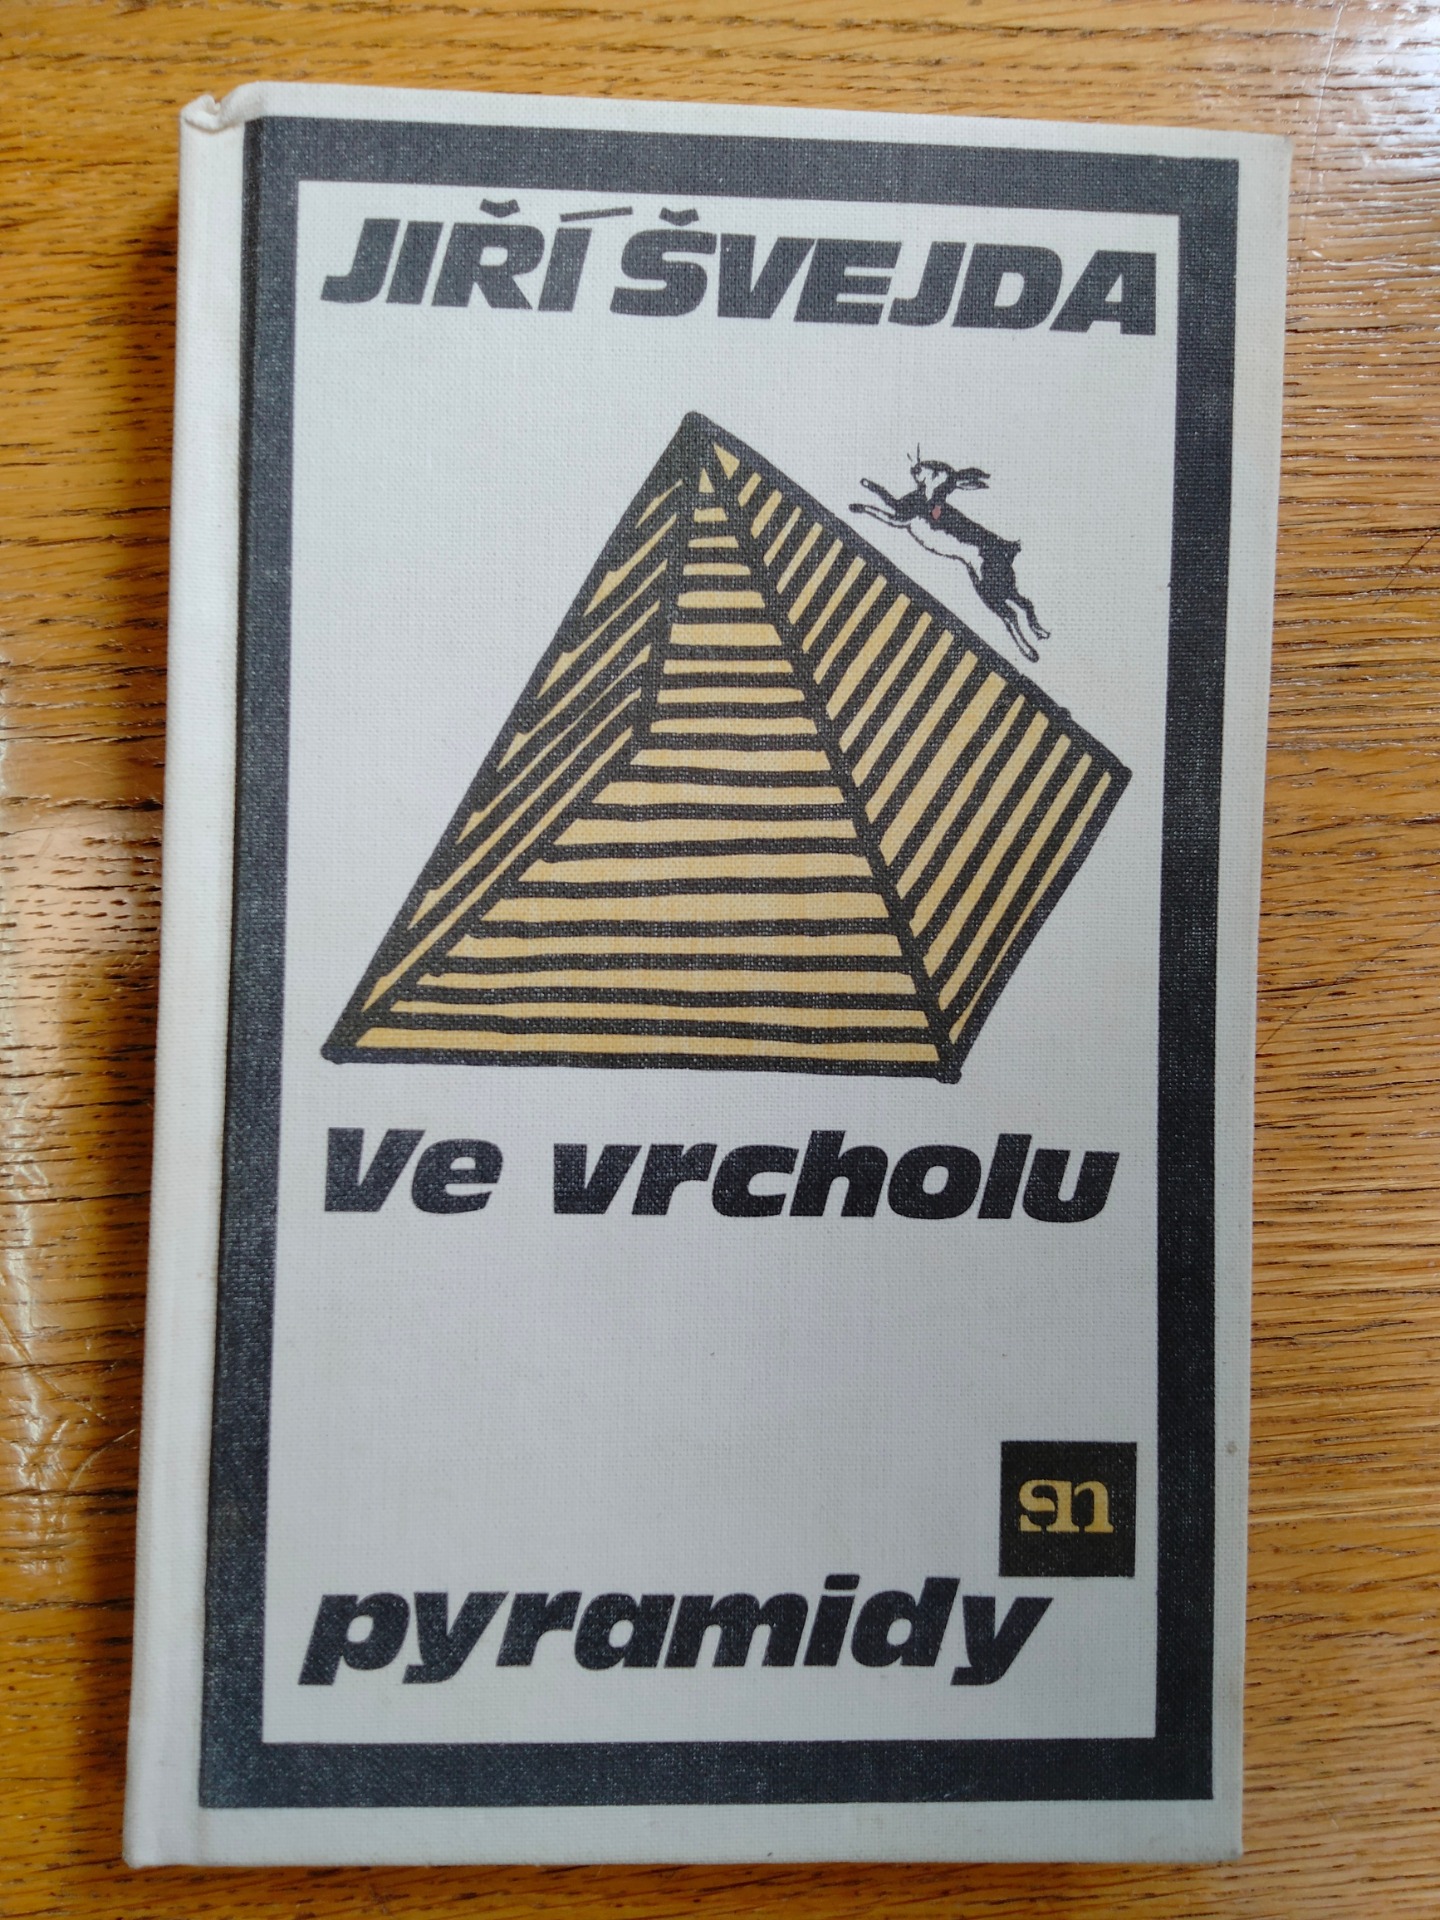 JIŘÍ ŠVEJDA
ve vrcholu
sn
pyramidy